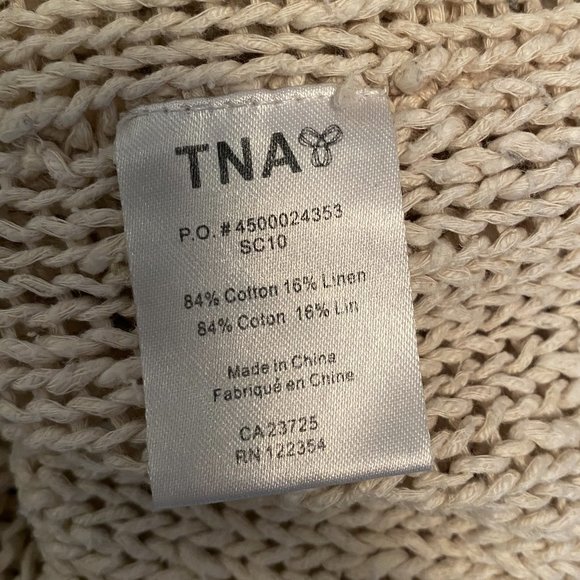 TNA
P.O. # 4500024353
SC10
84% Cotton 16% Linen
84% Coton 16% Lin
Made in China
Fabriqué en Chine
CA 23725
RN 122354